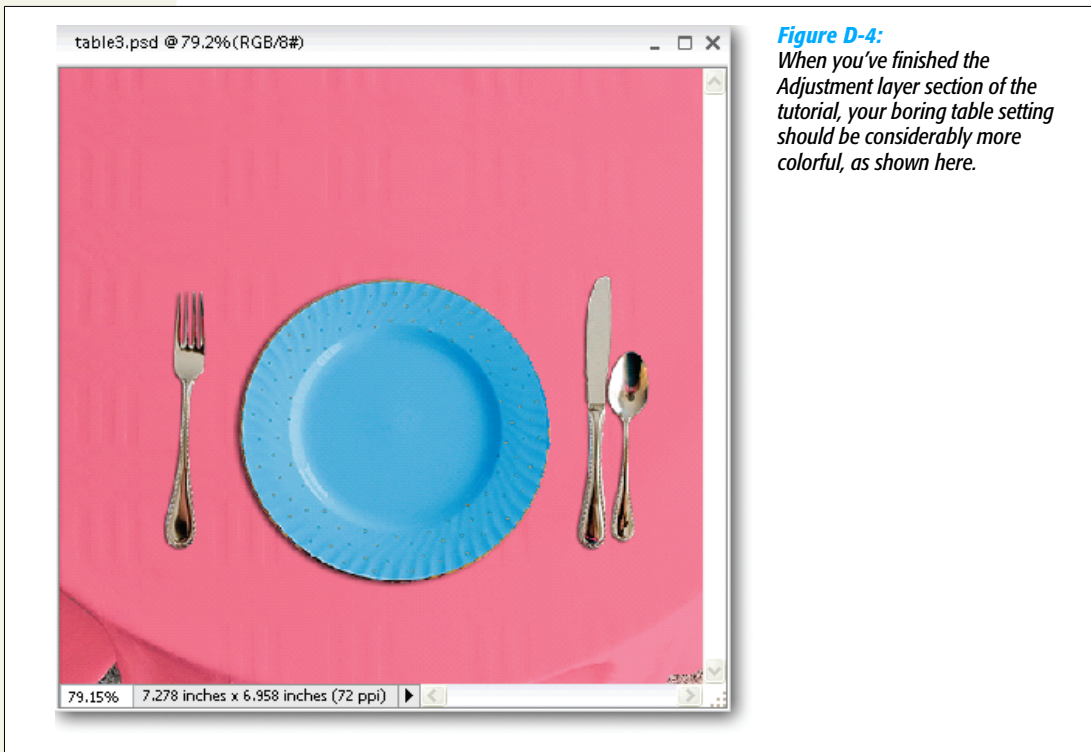 table3.psd @ 79.2% (RGB/8#)
Figure D-4:
When you've finished the
Adjustment layer section of the
tutorial, your boring table setting
should be considerably more
colorful, as shown here.
79.15% 7.278 inches x 6.958 inches (72 ppi)